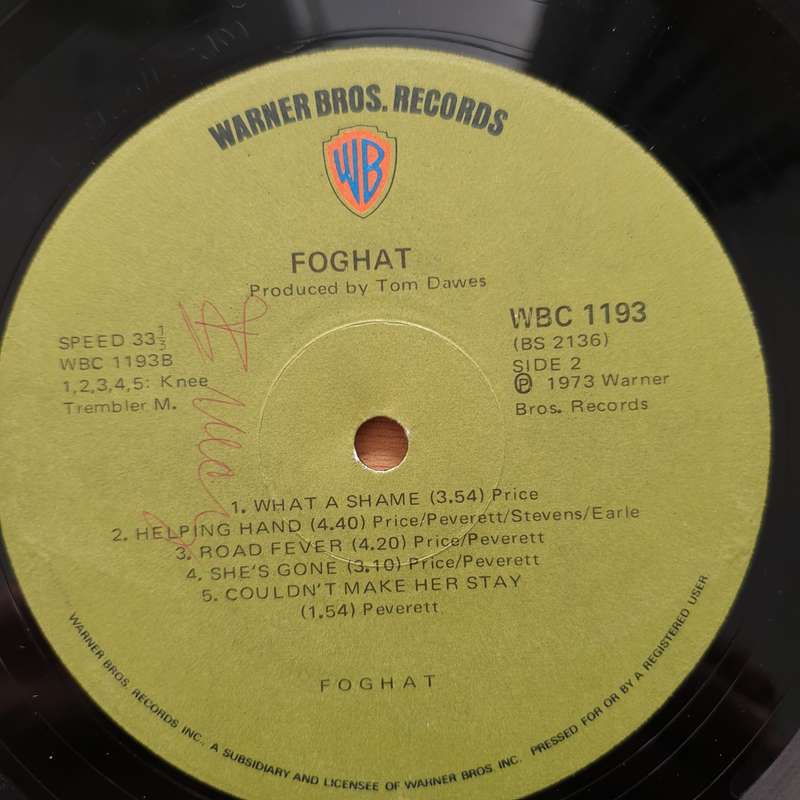 WARNER BROS. RECORDS
WB
FOGHAT
Produced by Tom Dawes
SPEED 33⅓
WBC 1193B
1,2,3,4,5: Knee
Trembler M.
WBC 1193
(BS 2136)
SIDE 2
Ⓟ 1973 Warner
Bros. Records
1. WHAT A SHAME (3.54) Price
2. HELPING HAND (4.40) Price/Peverett/Stevens/Earle
3. ROAD FEVER (4.20) Price/Peverett
4. SHE'S GONE (3.10) Price/Peverett
5. COULDN'T MAKE HER STAY
(1.54) Peverett
FOGHAT
WARNER BROS. RECORDS INC., A SUBSIDIARY AND LICENSEE OF WARNER BROS. INC. PRESSED FOR OR BY A REGISTERED USER